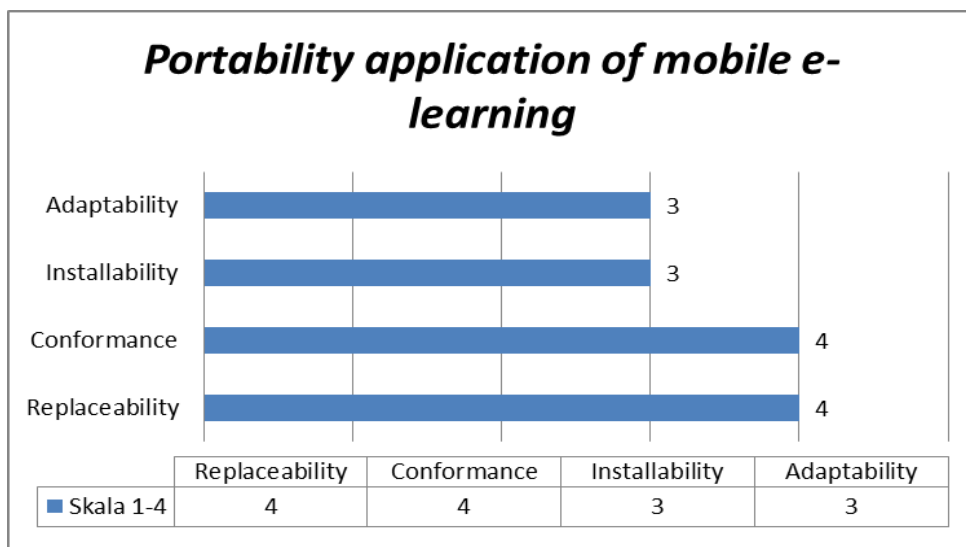 Portability application of mobile e-
learning
Adaptability 3
Installability 3
Conformance 4
Replaceability 4
Replaceability Conformance Installability Adaptability
Skala 1-4 4 4 3 3